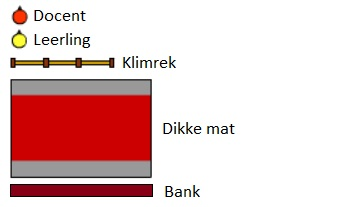 Docent
Leerling
Klimrek
Dikke mat
Bank